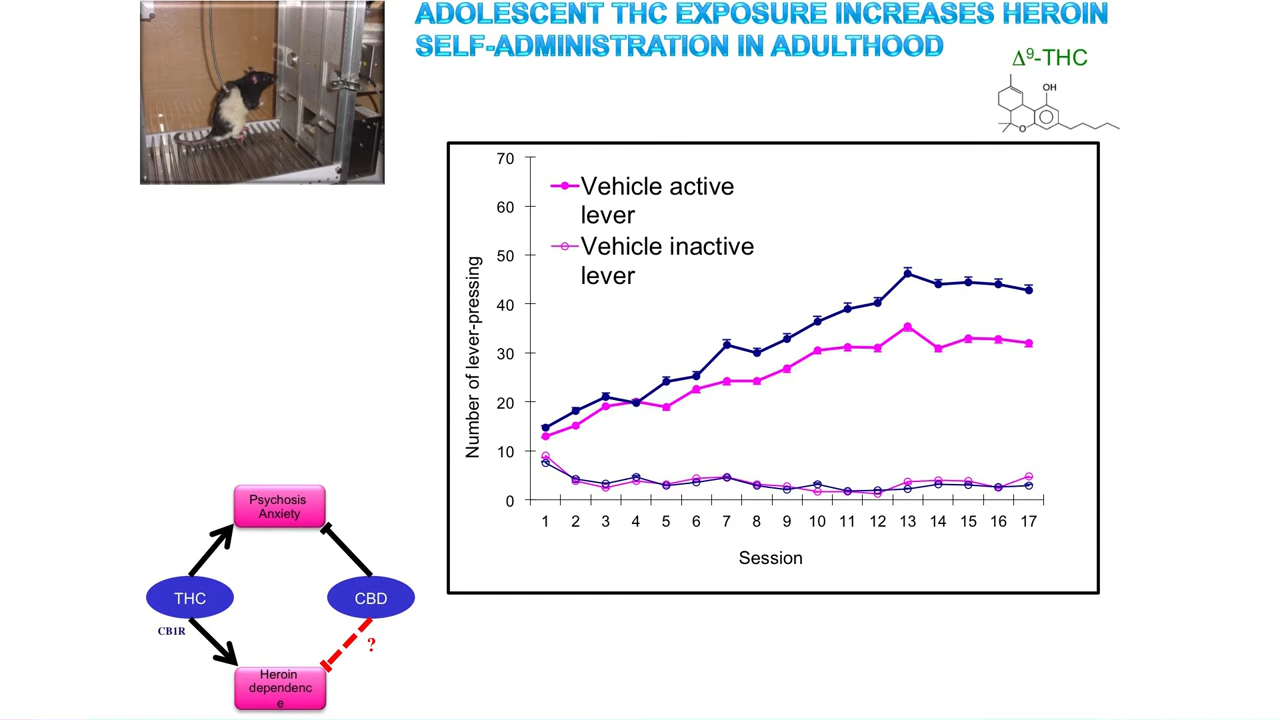 ADOLESCENT THC EXPOSURE INCREASES HEROIN
SELF-ADMINISTRATION IN ADULTHOOD
Δ⁹-THC
OH
O
70
60
50
40
30
20
10
0
Number of lever-pressing
Vehicle active
lever
Vehicle inactive
lever
1 2 3 4 5 6 7 8 9 10 11 12 13 14 15 16 17
Session
Psychosis
Anxiety
THC
CBD
CB1R
?
Heroin
dependenc
e